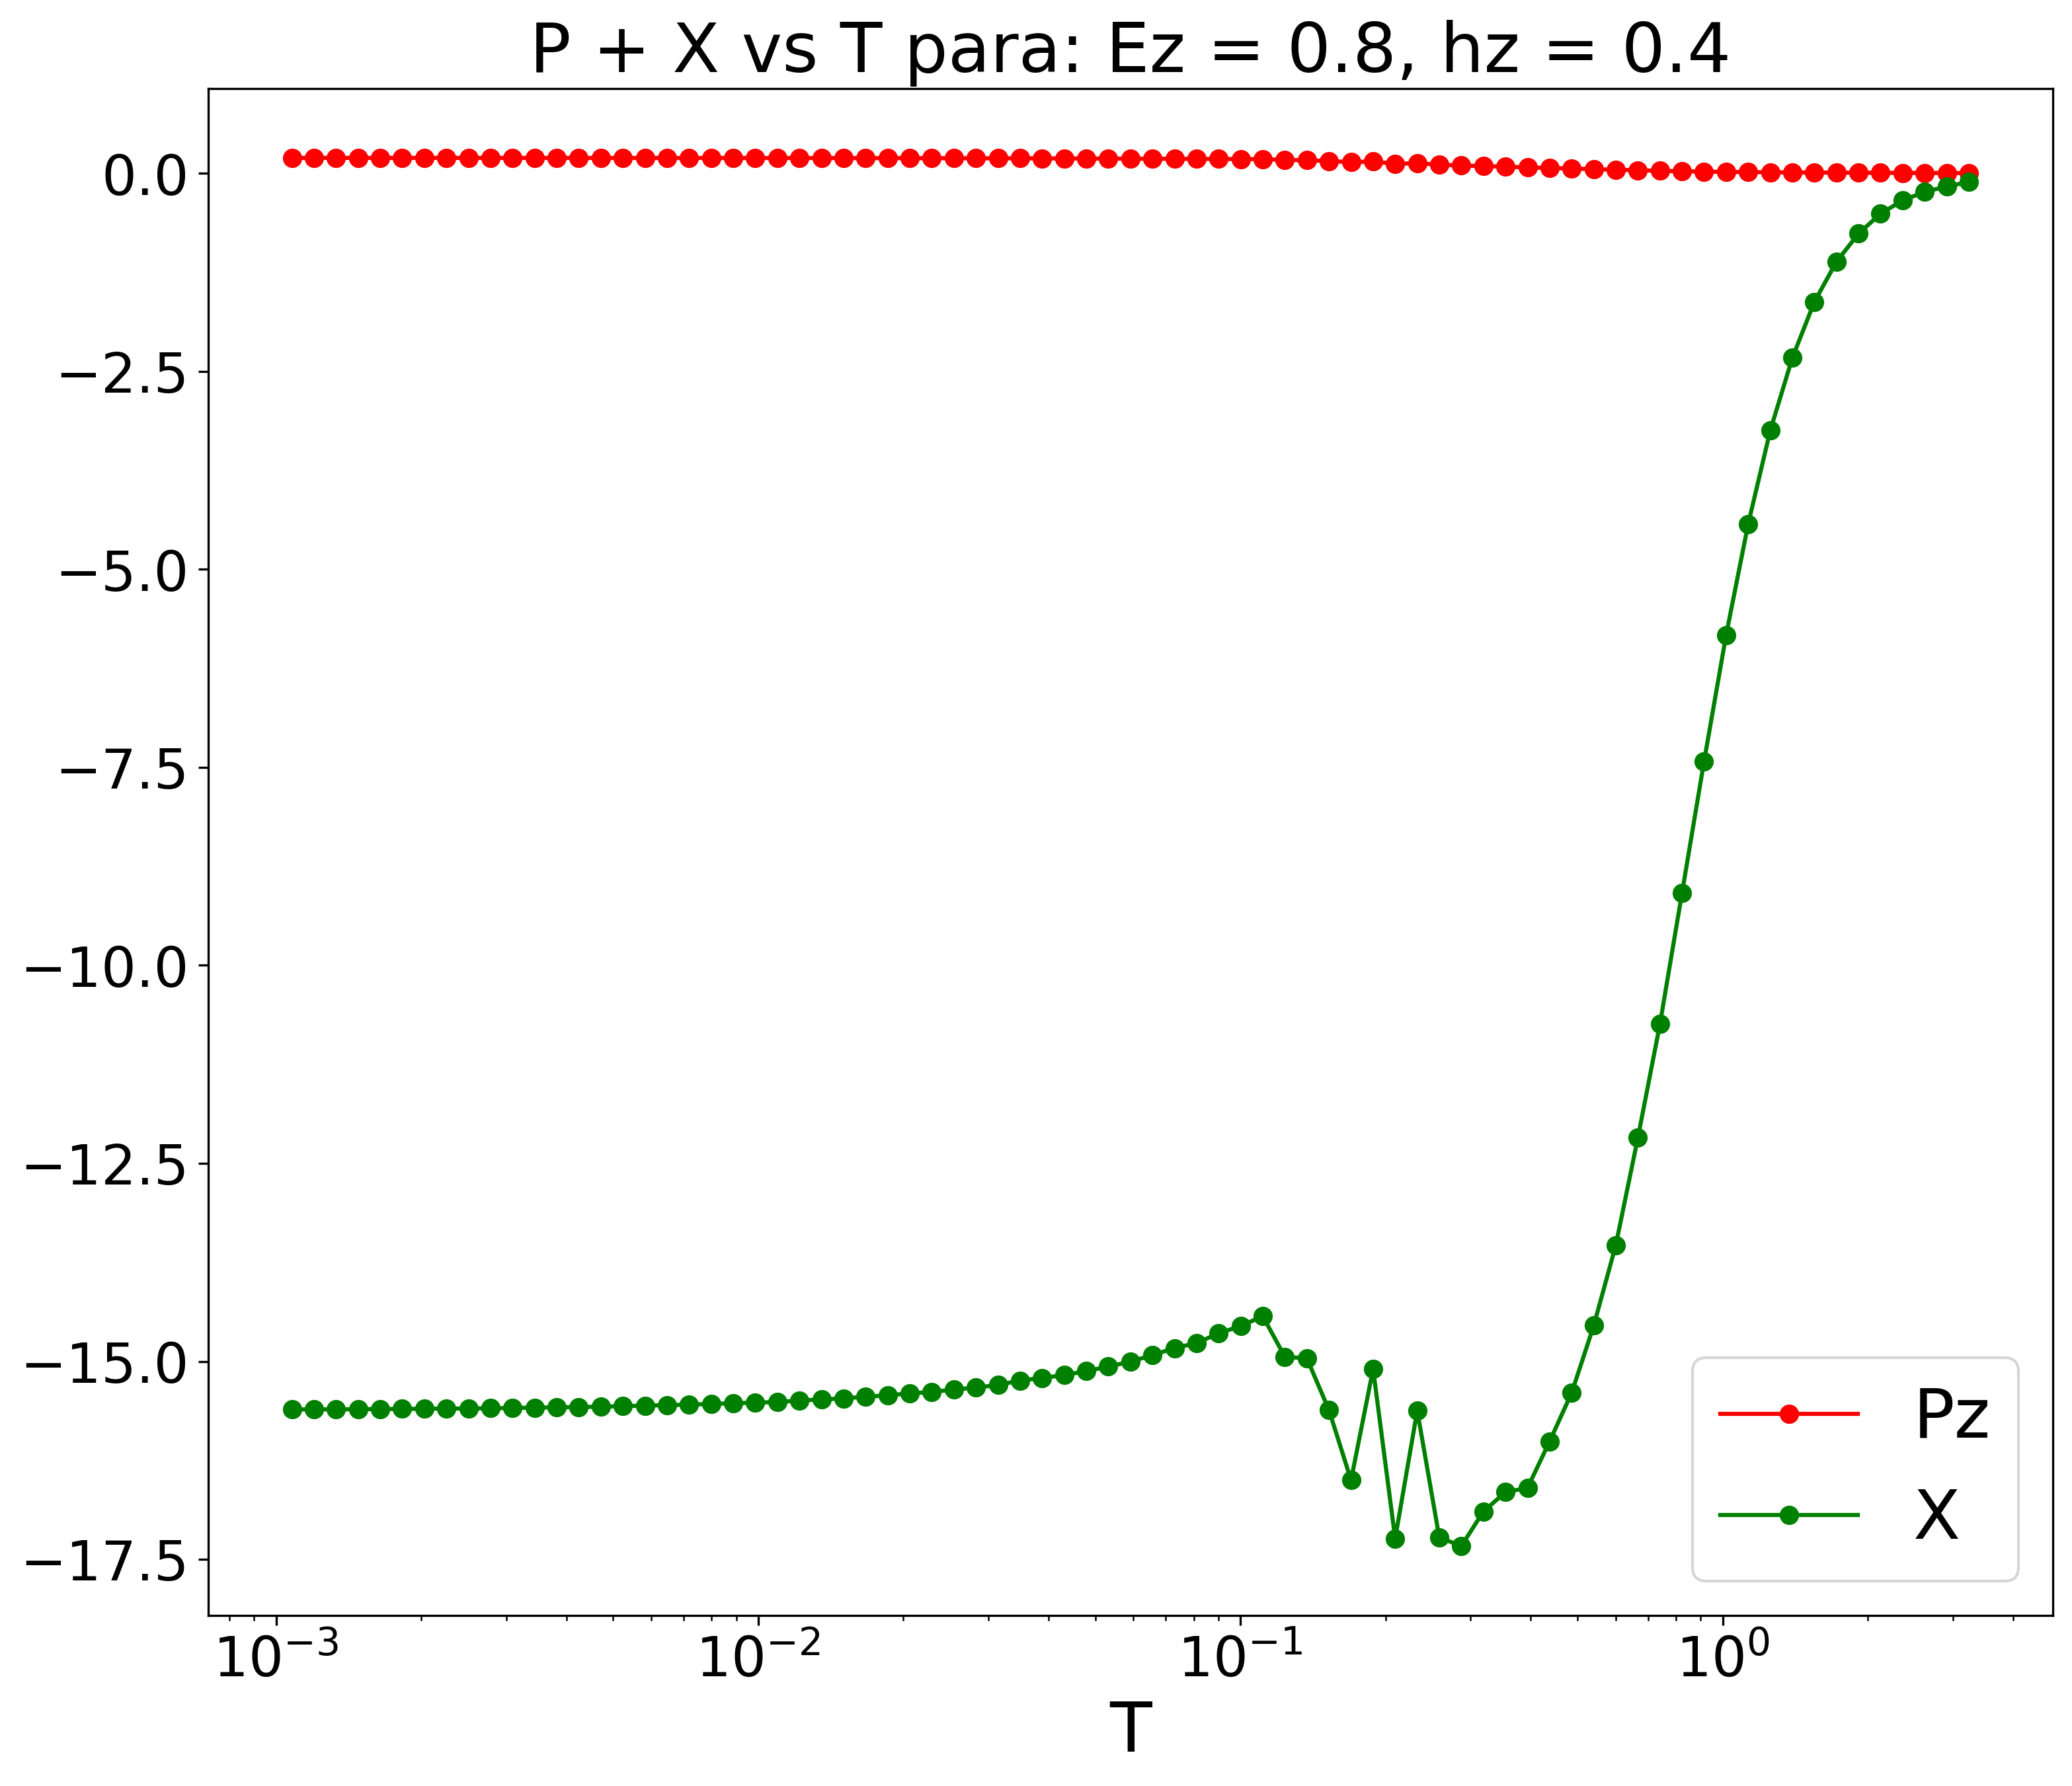 P + X vs T para: Ez = 0.8, hz = 0.4
0.0
−2.5
−5.0
−7.5
−10.0
−12.5
−15.0
−17.5
Pz
X
10⁻³ 10⁻² 10⁻¹ 10⁰
T